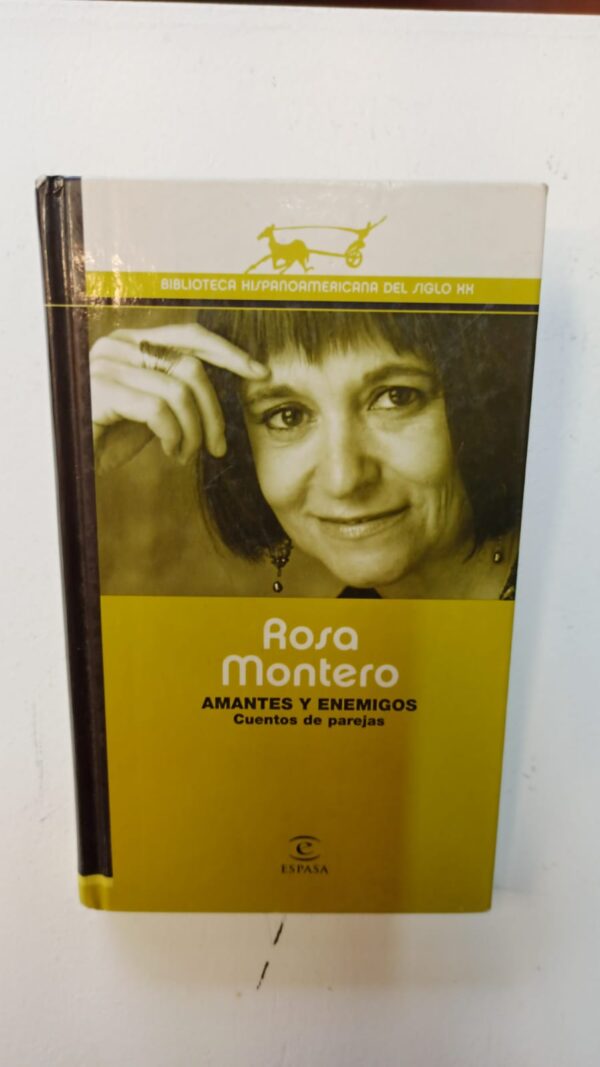 BIBLIOTECA HISPANOAMERICANA DEL SIGLO XX
Rosa
Montero
AMANTES Y ENEMIGOS
Cuentos de parejas
e
ESPASA